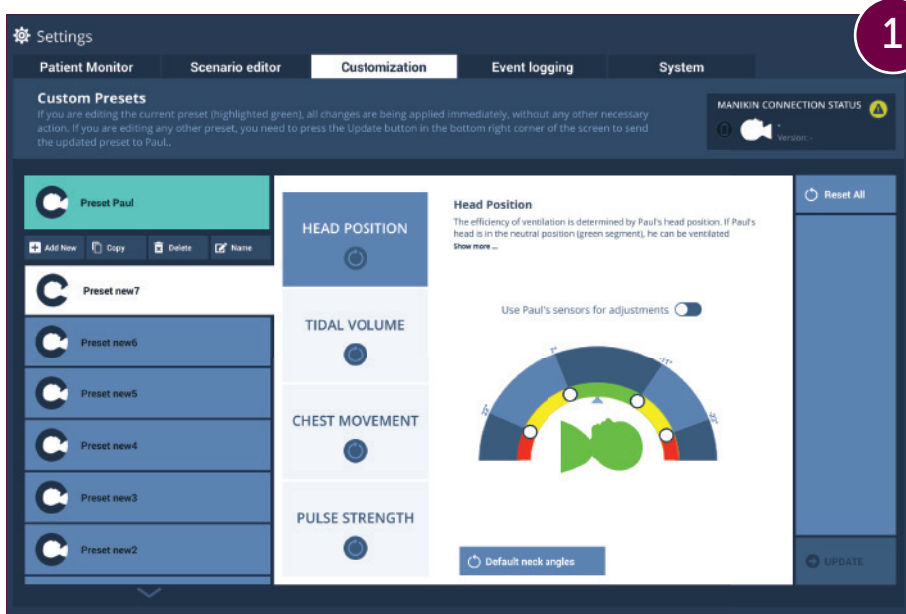 1
Settings
Patient Monitor Scenario editor Customization Event logging System
Custom Presets
If you are editing the current preset (highlighted green), all changes are being applied immediately, without any other necessary
action. If you are editing any other preset, you need to press the Update button in the bottom right corner of the screen to send
the updated preset to Paul..
MANIKIN CONNECTION STATUS
-
Version: -
Preset Paul
Add New Copy Delete Name
Preset new7
Preset new6
Preset new5
Preset new4
Preset new3
Preset new2
HEAD POSITION
TIDAL VOLUME
CHEST MOVEMENT
PULSE STRENGTH
Head Position
The efficiency of ventilation is determined by Paul's head position. If Paul's
head is in the neutral position (green segment), he can be ventilated
Show more ...
Use Paul's sensors for adjustments
Default neck angles
Reset All
UPDATE